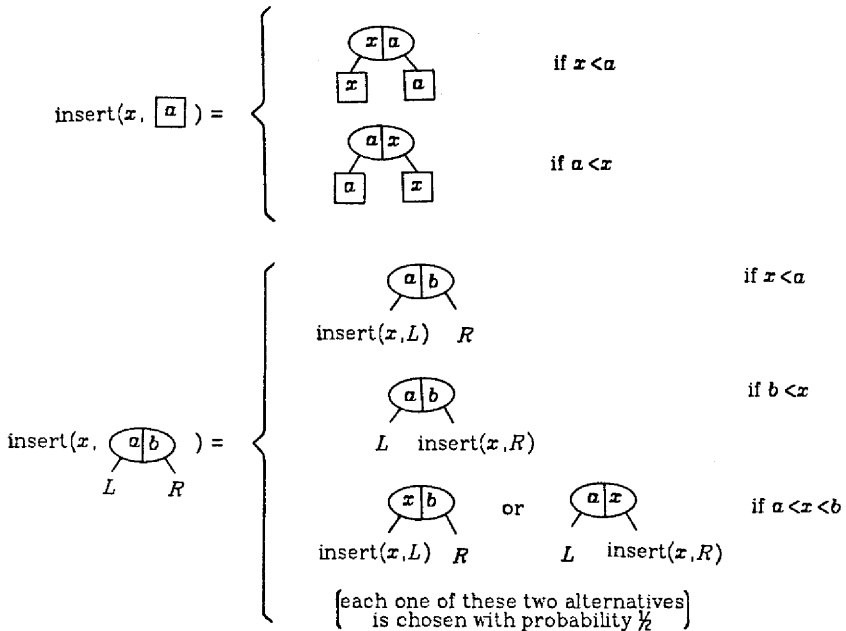 x a
x a if x<a
insert(x, a ) =
a x
a x if a<x
a b if x<a
insert(x,L) R
a b if b<x
insert(x, a b ) =
L R
L insert(x,R)
x b or a x if a<x<b
insert(x,L) R L insert(x,R)
[each one of these two alternatives
is chosen with probability ½]